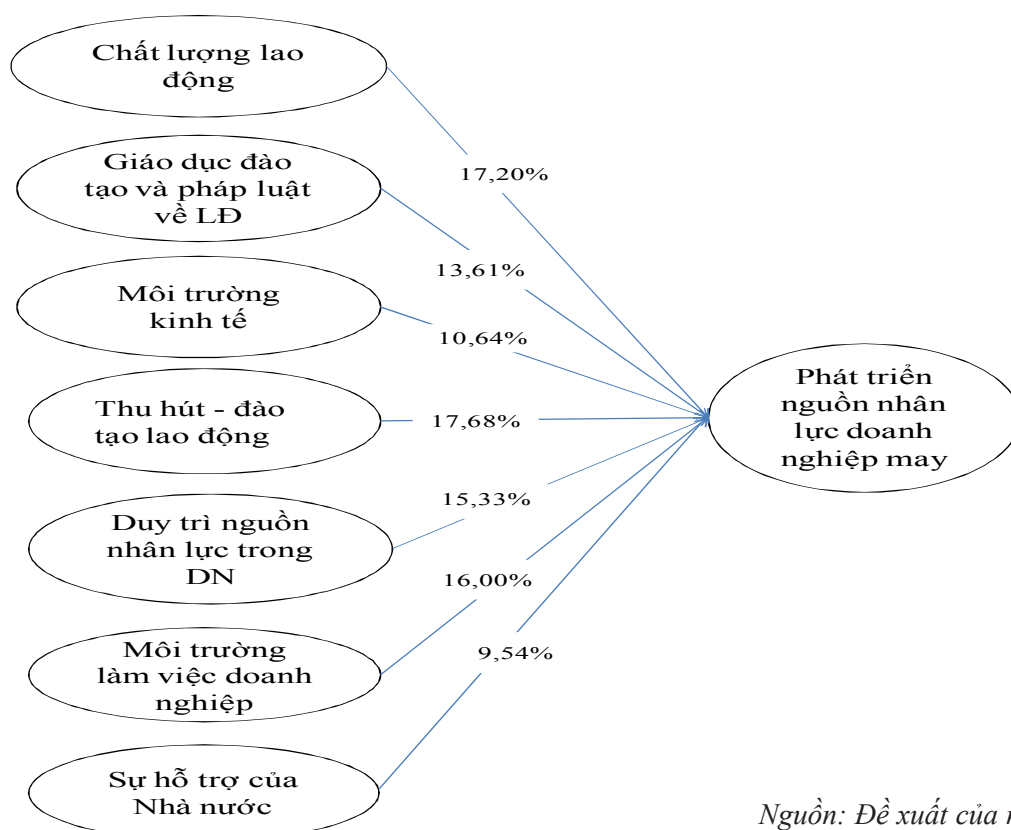 Chất lượng lao
động
17,20%
Giáo dục đào
tạo và pháp luật
về LĐ
13,61%
Môi trường
kinh tế
10,64%
Thu hút - đào
tạo lao động
17,68%
Duy trì nguồn
nhân lực trong
DN
15,33%
Môi trường
làm việc doanh
nghiệp
16,00%
Sự hỗ trợ của
Nhà nước
9,54%
Phát triển
nguồn nhân
lực doanh
nghiệp may
Nguồn: Đề xuất của